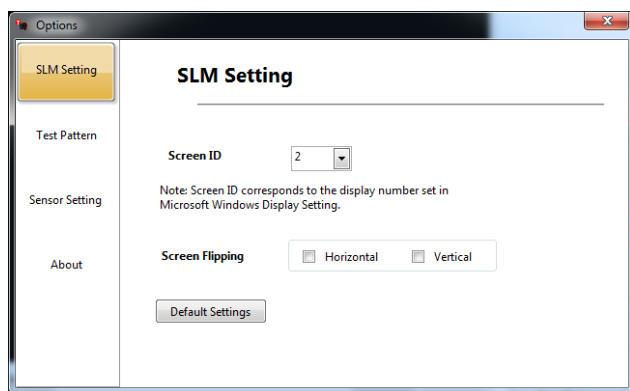 Options
SLM Setting
Test Pattern
Sensor Setting
About
SLM Setting
Screen ID 2
Note: Screen ID corresponds to the display number set in
Microsoft Windows Display Setting.
Screen Flipping Horizontal Vertical
Default Settings